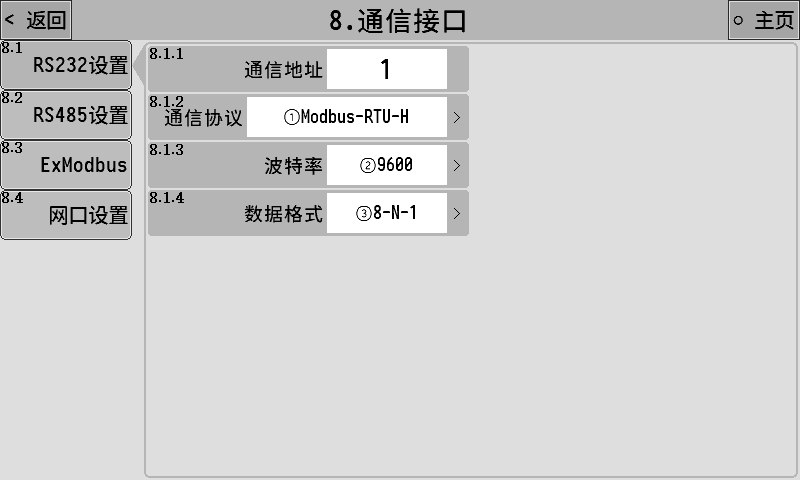 < 返回
8.通信接口
○ 主页
8.1
RS232设置
8.2
RS485设置
8.3
ExModbus
8.4
网口设置
8.1.1
通信地址
1
8.1.2
通信协议
①Modbus-RTU-H
>
8.1.3
波特率
②9600
>
8.1.4
数据格式
③8-N-1
>